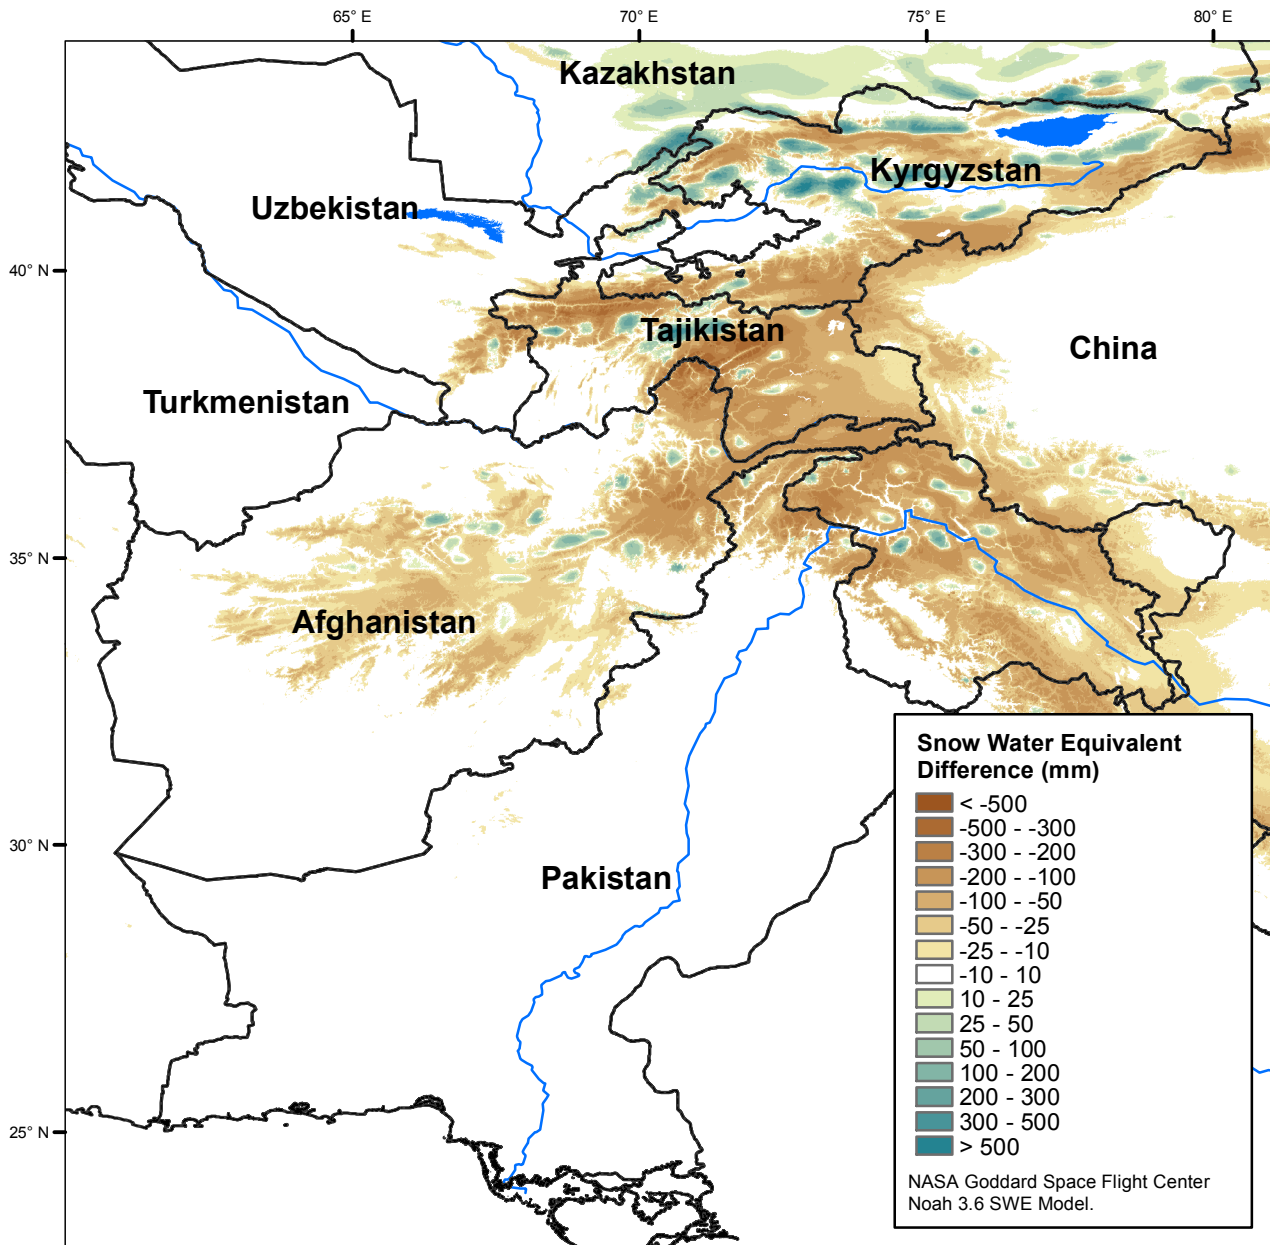 65° E
70° E
75° E
80° E
Kazakhstan
Kyrgyzstan
Uzbekistan
40° N
Tajikistan
China
Turkmenistan
35° N
Afghanistan
30° N
Pakistan
25° N
Snow Water Equivalent
Difference (mm)
< -500
-500 - -300
-300 - -200
-200 - -100
-100 - -50
-50 - -25
-25 - -10
-10 - 10
10 - 25
25 - 50
50 - 100
100 - 200
200 - 300
300 - 500
> 500
NASA Goddard Space Flight Center
Noah 3.6 SWE Model.